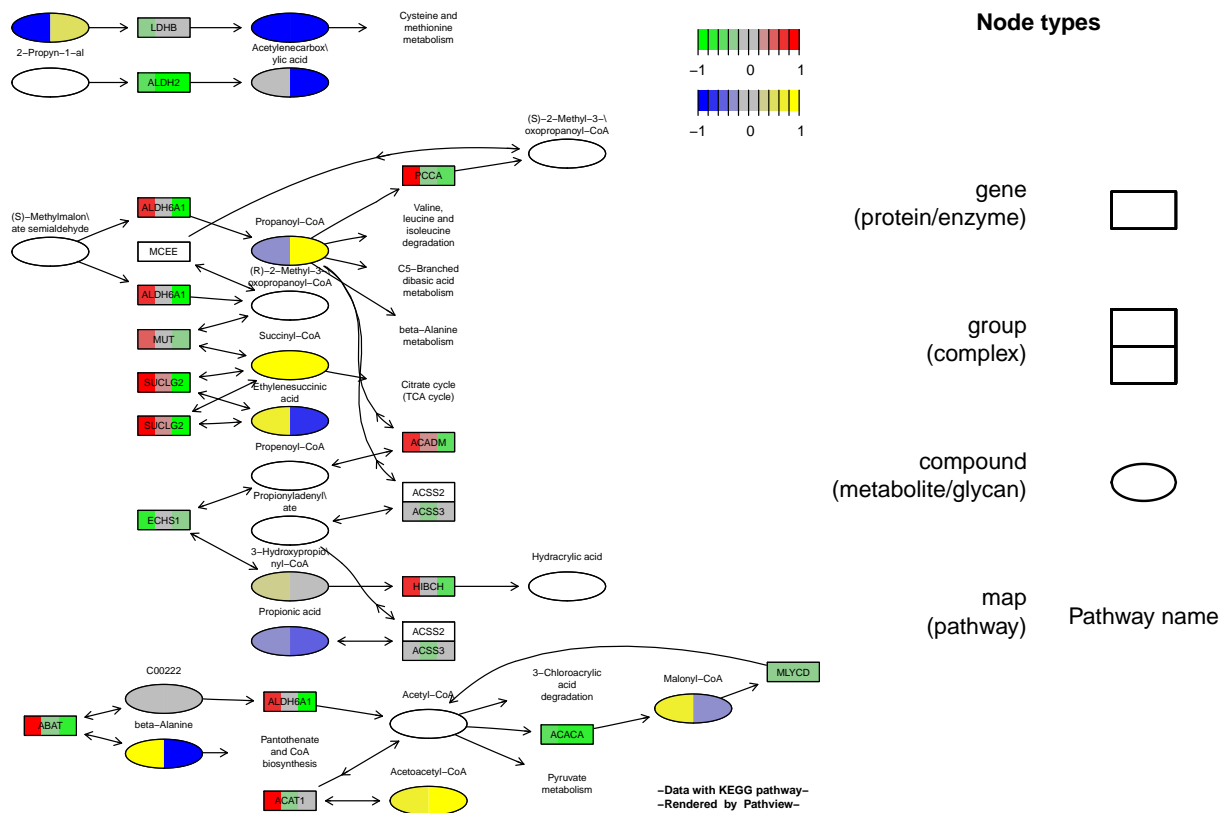 Node types
Cysteine and
methionine
metabolism
LDHB
2−Propyn−1−al
Acetylenecarbox\
ylic acid
ALDH2
−1 0 1
−1 0 1
(S)−2−Methyl−3−\
oxopropanoyl−CoA
PCCA
ALDH6A1
(S)−Methylmalon\
ate semialdehyde
MCEE
Propanoyl−CoA
Valine,
leucine and
isoleucine
degradation
(R)−2−Methyl−3−\
oxopropanoyl−CoA
C5−Branched
dibasic acid
metabolism
ALDH6A1
beta−Alanine
metabolism
MUT
Succinyl−CoA
SUCLG2
Citrate cycle
(TCA cycle)
Ethylenesuccinic
acid
SUCLG2
ACADM
Propenoyl−CoA
ACSS2
ACSS3
Propionyladenyl\
ate
ECHS1
3−Hydroxypropio\
nyl−CoA
HIBCH
Hydracrylic acid
Propionic acid
ACSS2
ACSS3
C00222
ALDH6A1
Acetyl−CoA
3−Chloroacrylic
acid
degradation
Malonyl−CoA
MLYCD
ABAT
beta−Alanine
Pantothenate
and CoA
biosynthesis
ACACA
Pyruvate
metabolism
ACAT1
Acetoacetyl−CoA
−Data with KEGG pathway−
−Rendered by Pathview−
gene
(protein/enzyme)
group
(complex)
compound
(metabolite/glycan)
map
(pathway)
Pathway name